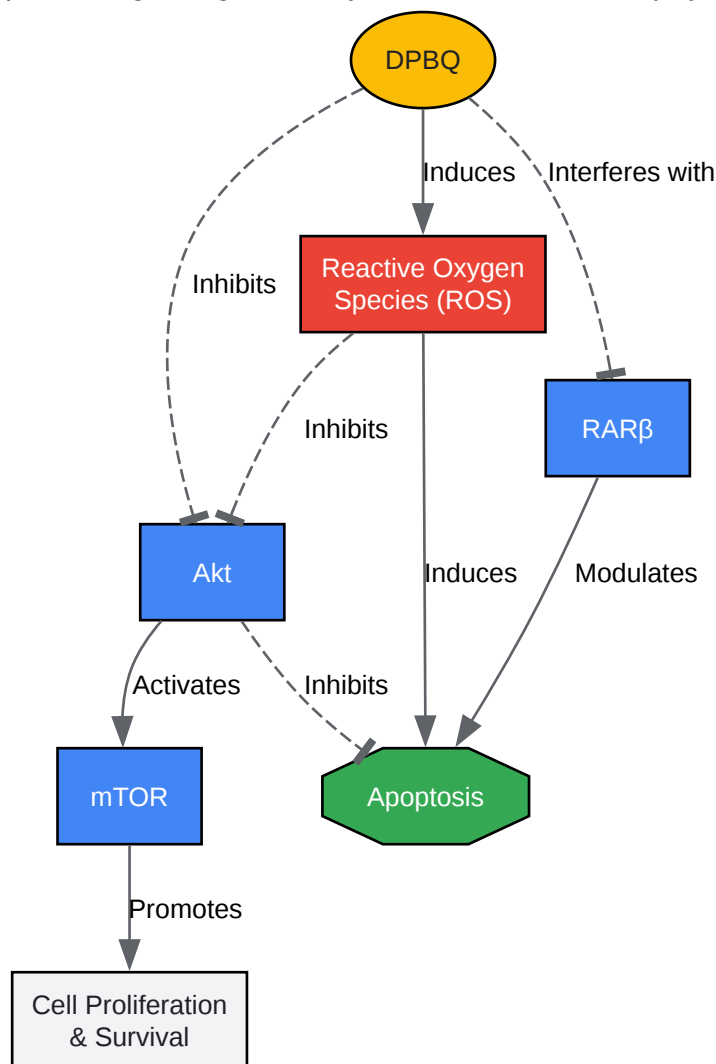 DPBQ
Induces
Interferes with
Reactive Oxygen
Species (ROS)
Inhibits
Inhibits
RARβ
Akt
Induces
Modulates
Activates
Inhibits
mTOR
Apoptosis
Promotes
Cell Proliferation
& Survival